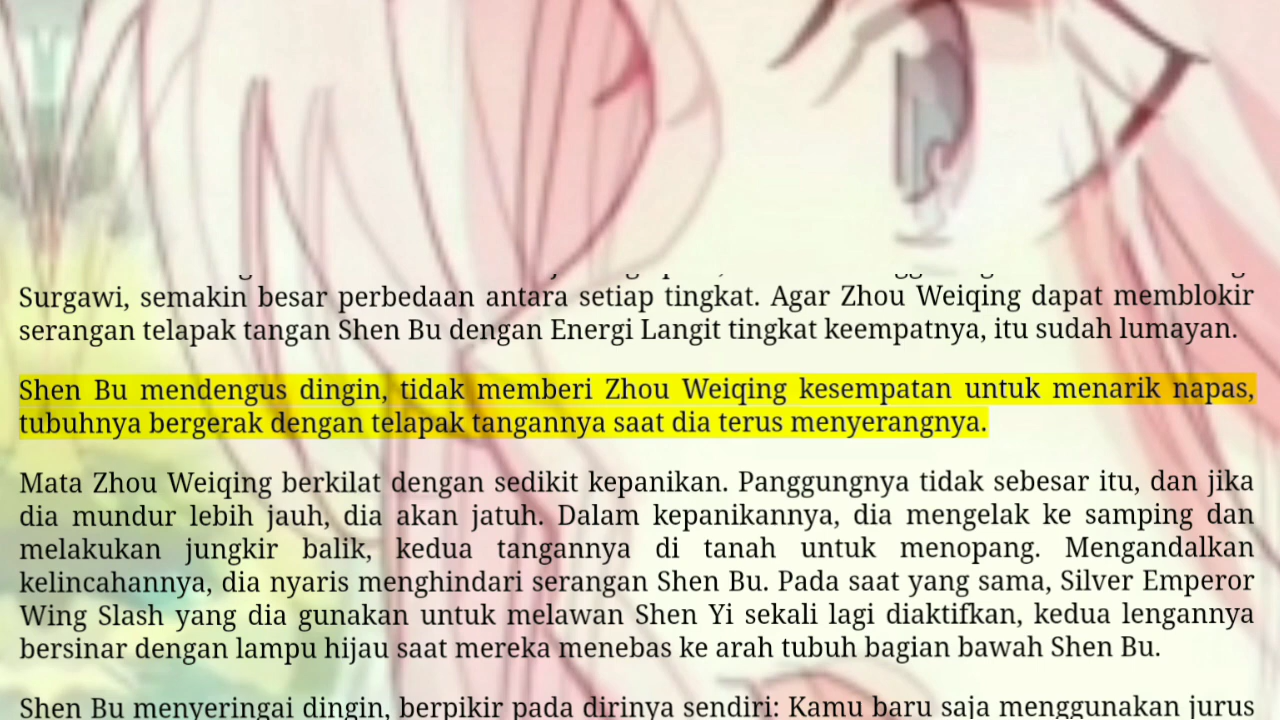 Surgawi, semakin besar perbedaan antara setiap tingkat. Agar Zhou Weiqing dapat memblokir
serangan telapak tangan Shen Bu dengan Energi Langit tingkat keempatnya, itu sudah lumayan.
Shen Bu mendengus dingin, tidak memberi Zhou Weiqing kesempatan untuk menarik napas,
tubuhnya bergerak dengan telapak tangannya saat dia terus menyerangnya.
Mata Zhou Weiqing berkilat dengan sedikit kepanikan. Panggungnya tidak sebesar itu, dan jika
dia mundur lebih jauh, dia akan jatuh. Dalam kepanikannya, dia mengelak ke samping dan
melakukan jungkir balik, kedua tangannya di tanah untuk menopang. Mengandalkan
kelincahannya, dia nyaris menghindari serangan Shen Bu. Pada saat yang sama, Silver Emperor
Wing Slash yang dia gunakan untuk melawan Shen Yi sekali lagi diaktifkan, kedua lengannya
bersinar dengan lampu hijau saat mereka menebas ke arah tubuh bagian bawah Shen Bu.
Shen Bu menyeringai dingin, berpikir pada dirinya sendiri: Kamu baru saja menggunakan jurus